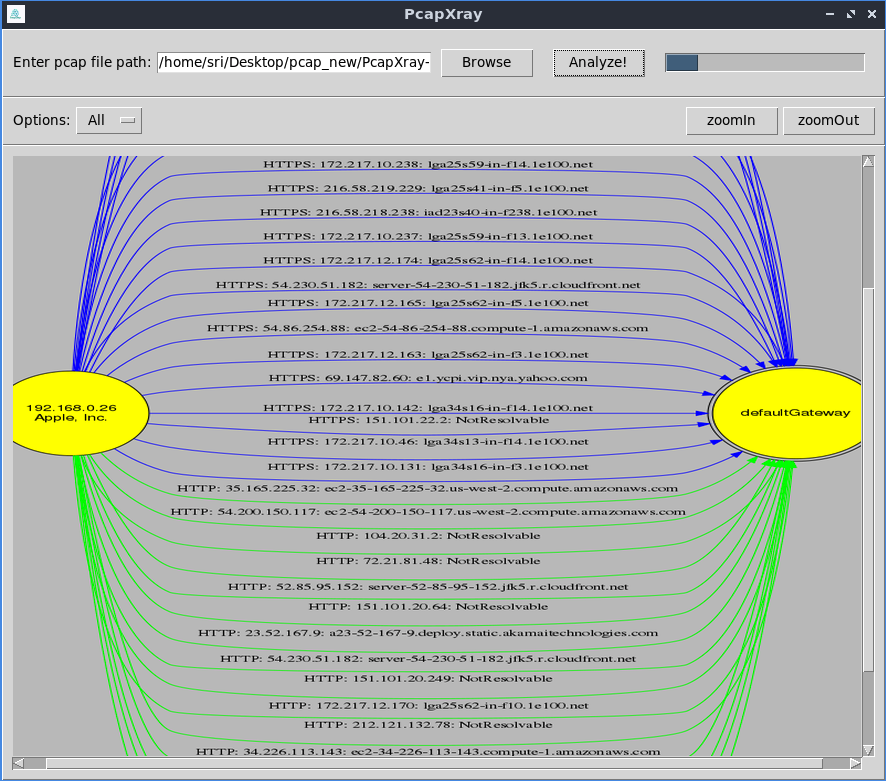 PcapXray
Enter pcap file path: /home/sri/Desktop/pcap_new/PcapXray- Browse Analyze!
Options: All zoomIn zoomOut
HTTPS: 172.217.10.238: lga25s59-in-f14.1e100.net
HTTPS: 216.58.219.229: lga25s41-in-f5.1e100.net
HTTPS: 216.58.218.238: iad23s40-in-f238.1e100.net
HTTPS: 172.217.10.237: lga25s59-in-f13.1e100.net
HTTPS: 172.217.12.174: lga25s62-in-f14.1e100.net
HTTPS: 54.230.51.182: server-54-230-51-182.jfk5.r.cloudfront.net
HTTPS: 172.217.12.165: lga25s62-in-f5.1e100.net
HTTPS: 54.86.254.88: ec2-54-86-254-88.compute-1.amazonaws.com
HTTPS: 172.217.12.163: lga25s62-in-f3.1e100.net
HTTPS: 69.147.82.60: e1.ycpi.vip.nya.yahoo.com
192.168.0.26
Apple, Inc.
HTTPS: 172.217.10.142: lga34s16-in-f14.1e100.net
defaultGateway
HTTPS: 151.101.22.2: NotResolvable
HTTPS: 172.217.10.46: lga34s13-in-f14.1e100.net
HTTPS: 172.217.10.131: lga34s16-in-f3.1e100.net
HTTP: 35.165.225.32: ec2-35-165-225-32.us-west-2.compute.amazonaws.com
HTTP: 54.200.150.117: ec2-54-200-150-117.us-west-2.compute.amazonaws.com
HTTP: 104.20.31.2: NotResolvable
HTTP: 72.21.81.48: NotResolvable
HTTP: 52.85.95.152: server-52-85-95-152.jfk5.r.cloudfront.net
HTTP: 151.101.20.64: NotResolvable
HTTP: 23.52.167.9: a23-52-167-9.deploy.static.akamaitechnologies.com
HTTP: 54.230.51.182: server-54-230-51-182.jfk5.r.cloudfront.net
HTTP: 151.101.20.249: NotResolvable
HTTP: 172.217.12.170: lga25s62-in-f10.1e100.net
HTTP: 212.121.132.78: NotResolvable
HTTP: 34.226.113.143: ec2-34-226-113-143.compute-1.amazonaws.com